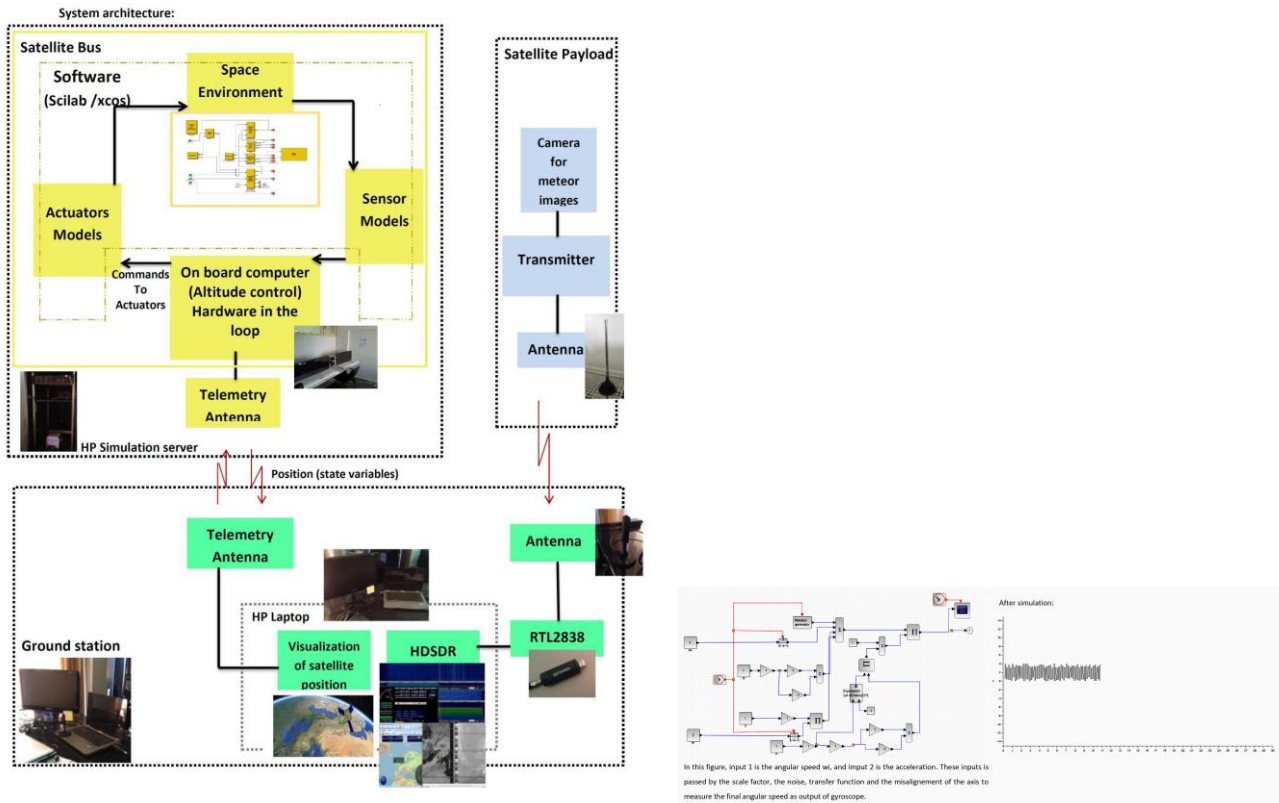 System architecture:
Satellite Bus
Software
(Scilab /xcos)
Space
Environment
Actuators
Models
Sensor
Models
Commands
To
Actuators
On board computer
(Altitude control)
Hardware in the
loop
Telemetry
Antenna
HP Simulation server
Satellite Payload
Camera
for
meteor
images
Transmitter
Antenna
Position (state variables)
Telemetry
Antenna
Antenna
HP Laptop
Ground station
Visualization
of satellite
position
HDSDR
RTL2838
After simulation:
In this figure, input 1 is the angular speed wi, and imput 2 is the acceleration. These inputs is
passed by the scale factor, the noise, transfer function and the misalignement of the axis to
measure the final angular speed as output of gyroscope.